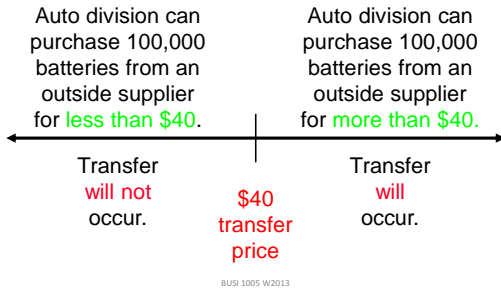 Auto division can
purchase 100,000
batteries from an
outside supplier
for less than $40.
Auto division can
purchase 100,000
batteries from an
outside supplier
for more than $40.
Transfer
will not
occur.
$40
transfer
price
Transfer
will
occur.
BUSI 1005 W2013